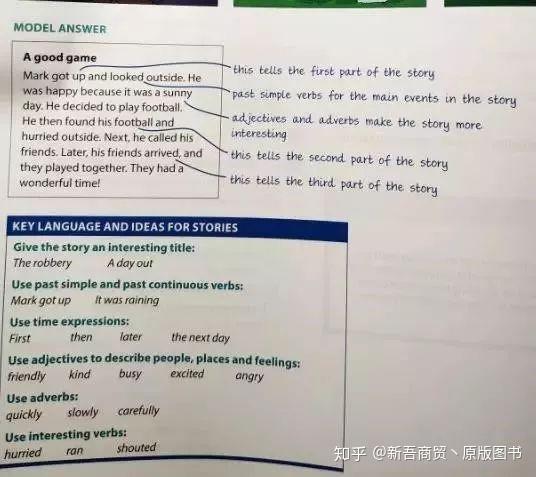 MODEL ANSWER
A good game
Mark got up and looked outside. He
was happy because it was a sunny
day. He decided to play football.
He then found his football and
hurried outside. Next, he called his
friends. Later, his friends arrived, and
they played together. They had a
wonderful time!
this tells the first part of the story
past simple verbs for the main events in the story
adjectives and adverbs make the story more
interesting
this tells the second part of the story
this tells the third part of the story
KEY LANGUAGE AND IDEAS FOR STORIES
Give the story an interesting title:
The robbery A day out
Use past simple and past continuous verbs:
Mark got up It was raining
Use time expressions:
First then later the next day
Use adjectives to describe people, places and feelings:
friendly kind busy excited angry
Use adverbs:
quickly slowly carefully
Use interesting verbs:
hurried ran shouted
知乎 @新吾商贸丶原版图书